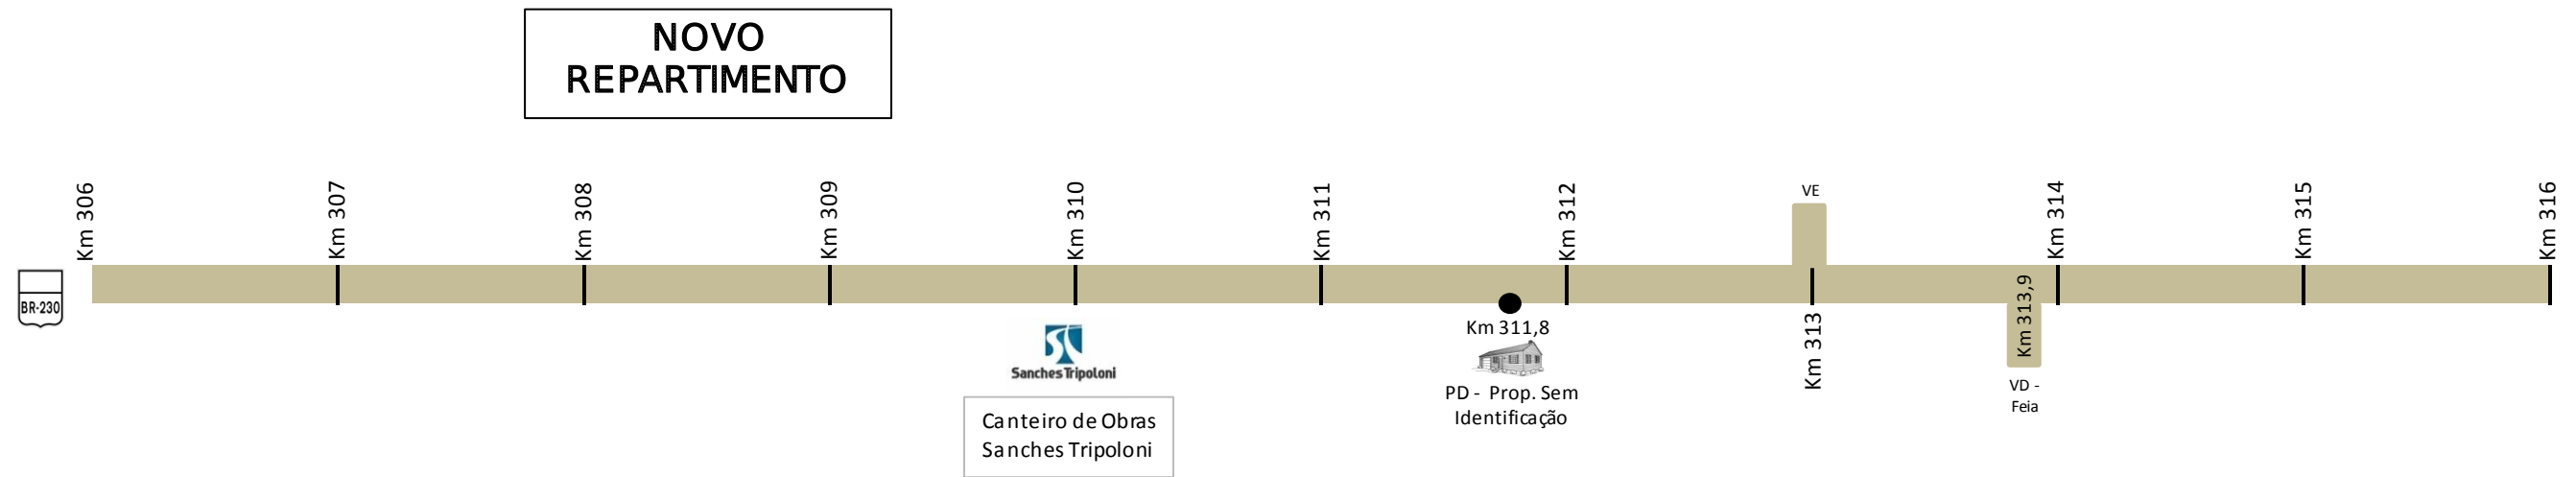 NOVO
REPARTIMENTO
Km 306
Km 307
Km 308
Km 309
Km 310
Km 311
Km 312
VE
Km 314
Km 315
Km 316
BR-230
Km 313,9
Km 311,8
Km 313
Sanches Tripoloni
PD - Prop. Sem
Identificação
VD -
Feia
Canteiro de Obras
Sanches Tripoloni